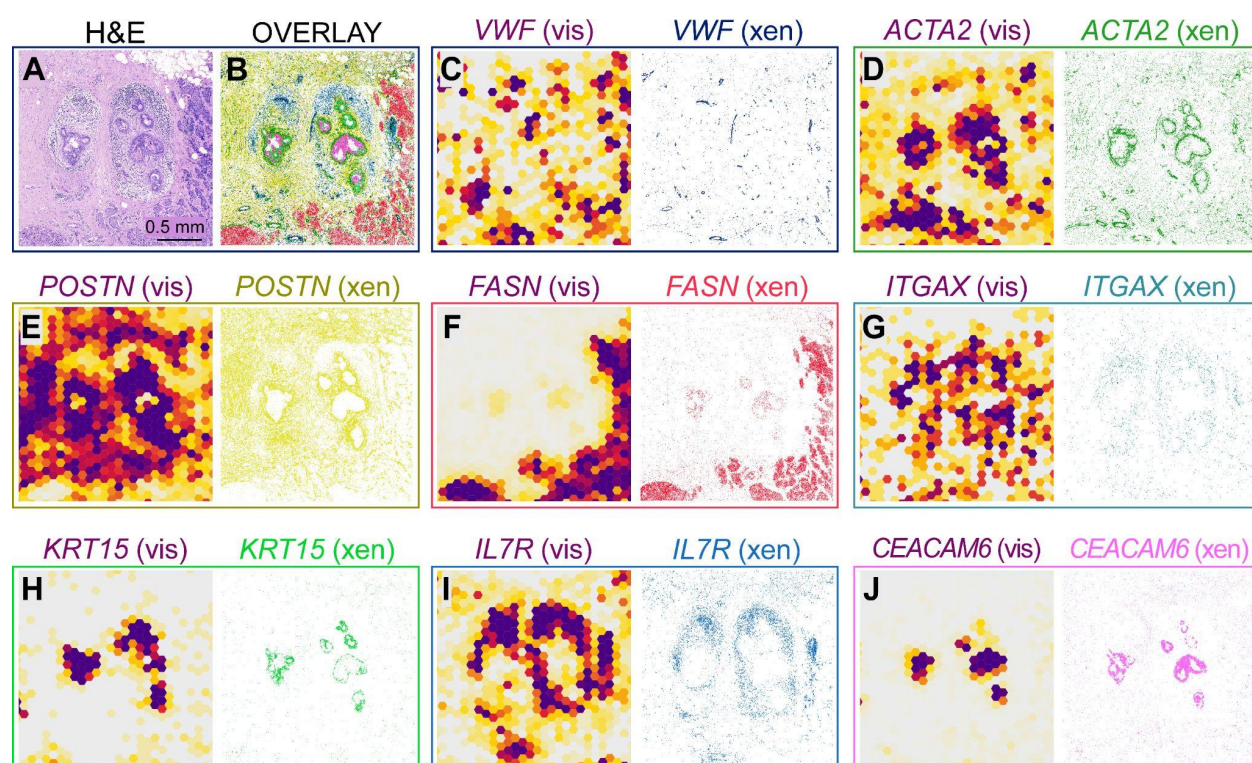 H&E OVERLAY VWF (vis) VWF (xen) ACTA2 (vis) ACTA2 (xen)
A B C D
0.5 mm
POSTN (vis) POSTN (xen) FASN (vis) FASN (xen) ITGAX (vis) ITGAX (xen)
E F G
KRT15 (vis) KRT15 (xen) IL7R (vis) IL7R (xen) CEACAM6 (vis) CEACAM6 (xen)
H I J